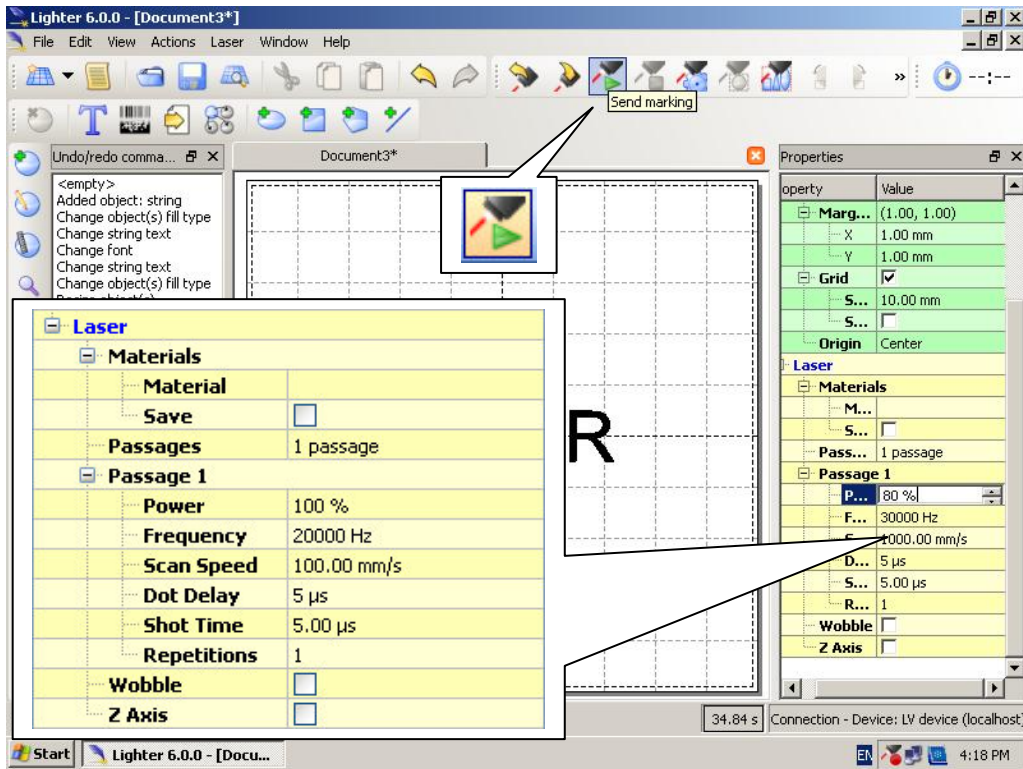 Lighter 6.0.0 - [Document3*]
File Edit View Actions Laser Window Help
» --:--
Send marking
Undo/redo comma...
Document3*
Properties
<empty>
Added object: string
Change object(s) fill type
Change string text
Change font
Change string text
Change object(s) fill type
operty Value
Marg... (1.00, 1.00)
X 1.00 mm
Y 1.00 mm
Grid
S... 10.00 mm
S...
Origin Center
Laser
Materials
M...
S...
Pass... 1 passage
Passage 1
P... 80 %
F... 30000 Hz
1000.00 mm/s
D... 5 µs
S... 5.00 µs
R... 1
Wobble
Z Axis
Laser
Materials
Material
Save
Passages 1 passage
Passage 1
Power 100 %
Frequency 20000 Hz
Scan Speed 100.00 mm/s
Dot Delay 5 µs
Shot Time 5.00 µs
Repetitions 1
Wobble
Z Axis
R
34.84 s Connection - Device: LV device (localhost)
Start Lighter 6.0.0 - [Docu... EN 4:18 PM